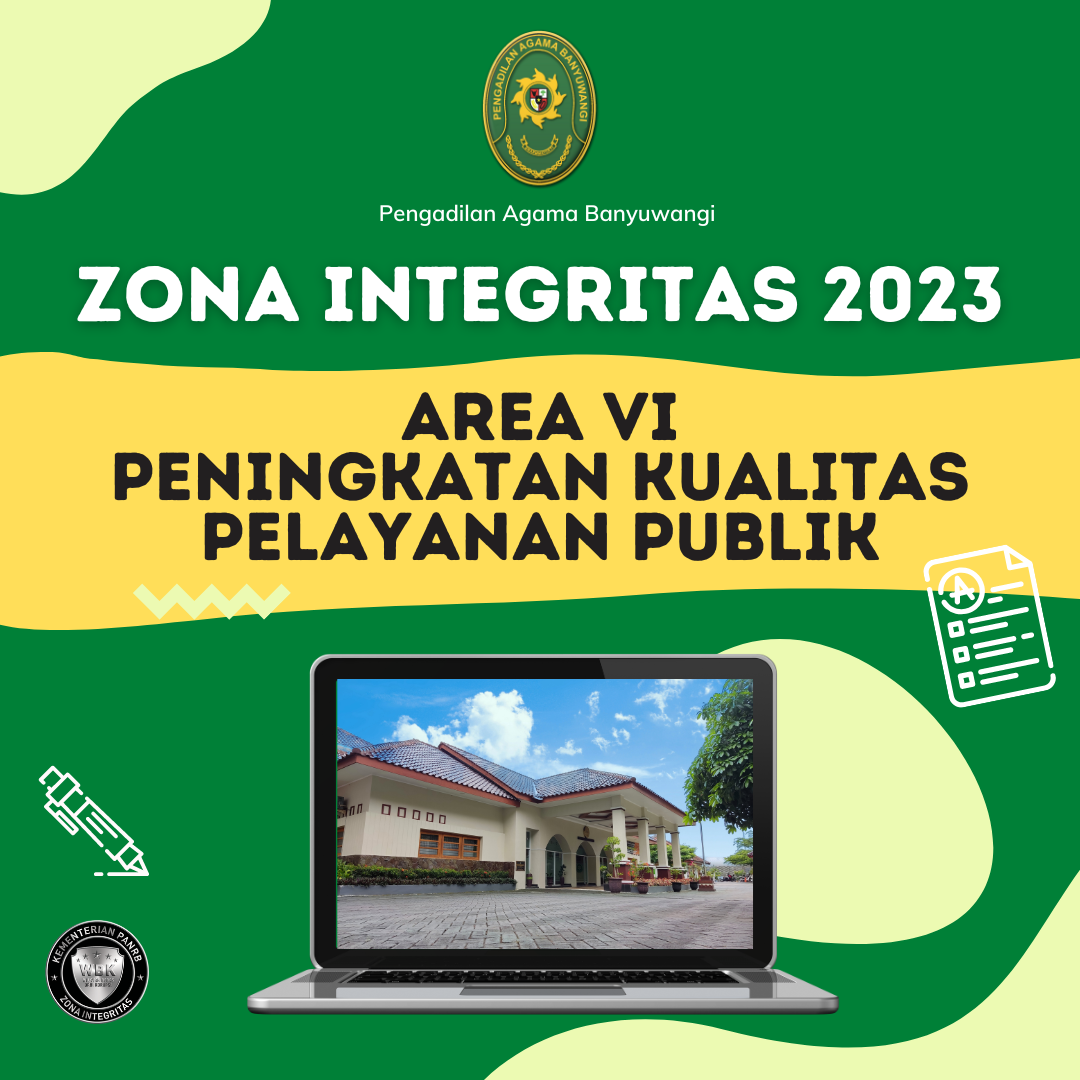 PENGADILAN AGAMA BANYUWANGI
Pengadilan Agama Banyuwangi
ZONA INTEGRITAS 2023
AREA VI
PENINGKATAN KUALITAS
PELAYANAN PUBLIK
A
KEMENTERIAN PANRB
WBK
ZONA INTEGRITAS